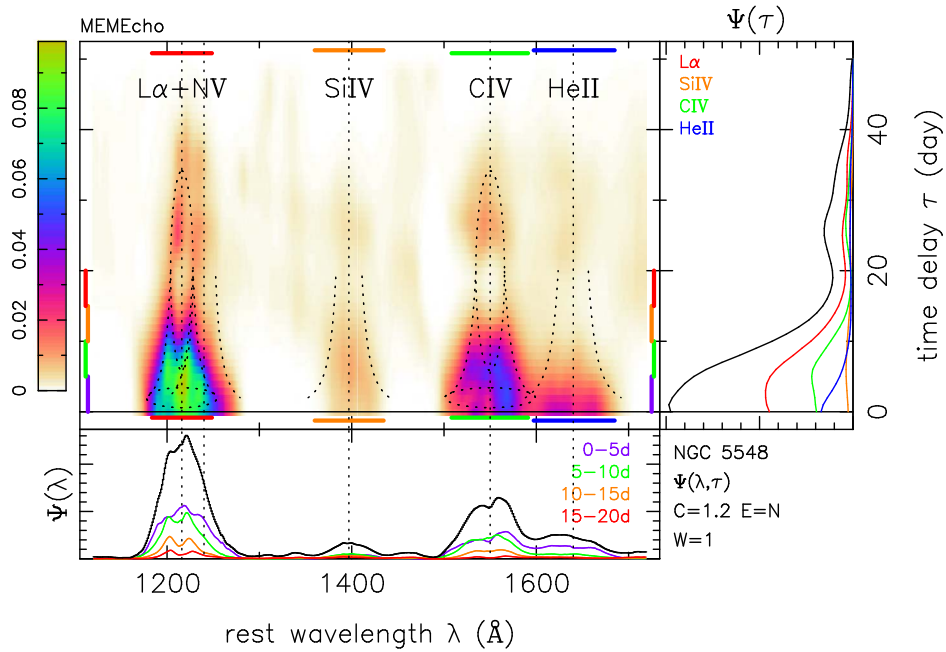 MEMEcho
Ψ(τ)
Lα+NV
SiIV
CIV
HeII
Lα
SiIV
CIV
HeII
0
0.02
0.04
0.06
0.08
0
20
40
time delay τ (day)
Ψ(λ)
0−5d
5−10d
10−15d
15−20d
NGC 5548
Ψ(λ,τ)
C=1.2 E=N
W=1
1200
1400
1600
rest wavelength λ (Å)